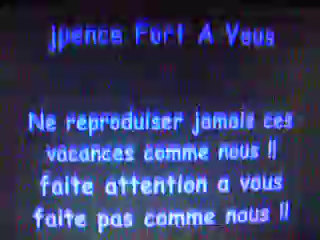 jpence Fort A Vous
Ne reproduiser jamais ces
vacances comme nous !!
faite attention a vous
faite pas comme nous !!